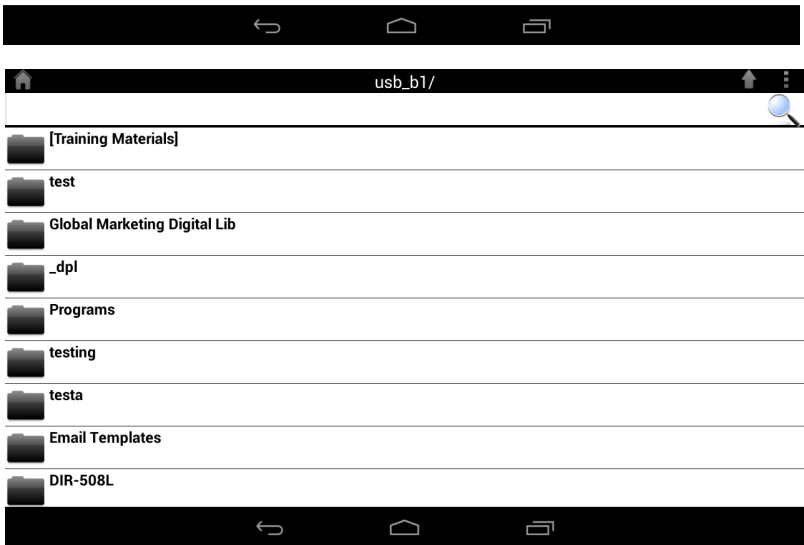 usb_b1/
[Training Materials]
test
Global Marketing Digital Lib
_dpl
Programs
testing
testa
Email Templates
DIR-508L